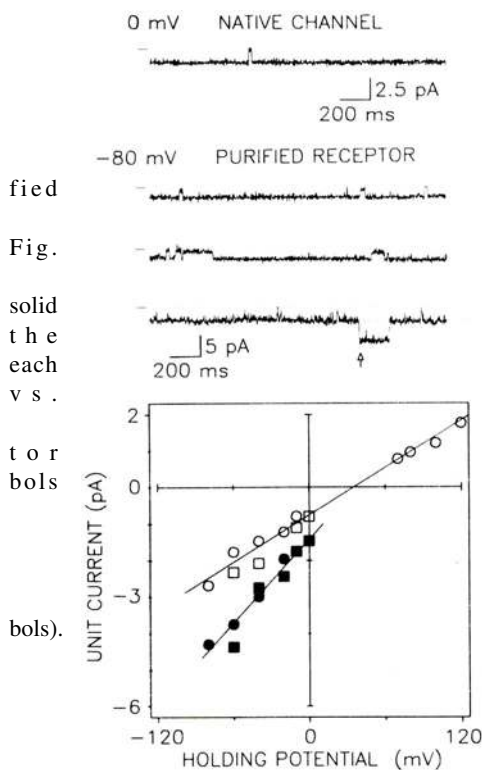 0 mV NATIVE CHANNEL
2.5 pA
200 ms
−80 mV PURIFIED RECEPTOR
fied
Fig.
solid
the
each
vs.
5 pA
200 ms
tor
bols
bols).
2
0
−3
−6
UNIT CURRENT (pA)
−120
0
120
HOLDING POTENTIAL (mV)